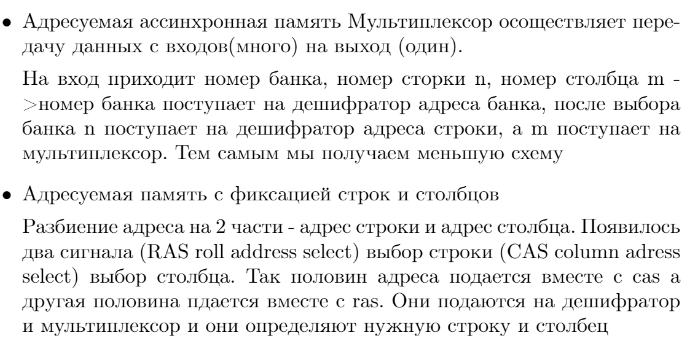 • Адресуемая ассинхронная память Мультиплексор осоществляет пере-
дачу данных с входов(много) на выход (один).
На вход приходит номер банка, номер сторки n, номер столбца m -
>номер банка поступает на дешифратор адреса банка, после выбора
банка n поступает на дешифратор адреса строки, а m поступает на
мультиплексор. Тем самым мы получаем меньшую схему
• Адресуемая память с фиксацией строк и столбцов
Разбиение адреса на 2 части - адрес строки и адрес столбца. Появилось
два сигнала (RAS roll address select) выбор строки (CAS column adress
select) выбор столбца. Так половин адреса подается вместе с cas а
другая половина пдается вместе с ras. Они подаются на дешифратор
и мультиплексор и они определяют нужную строку и столбец